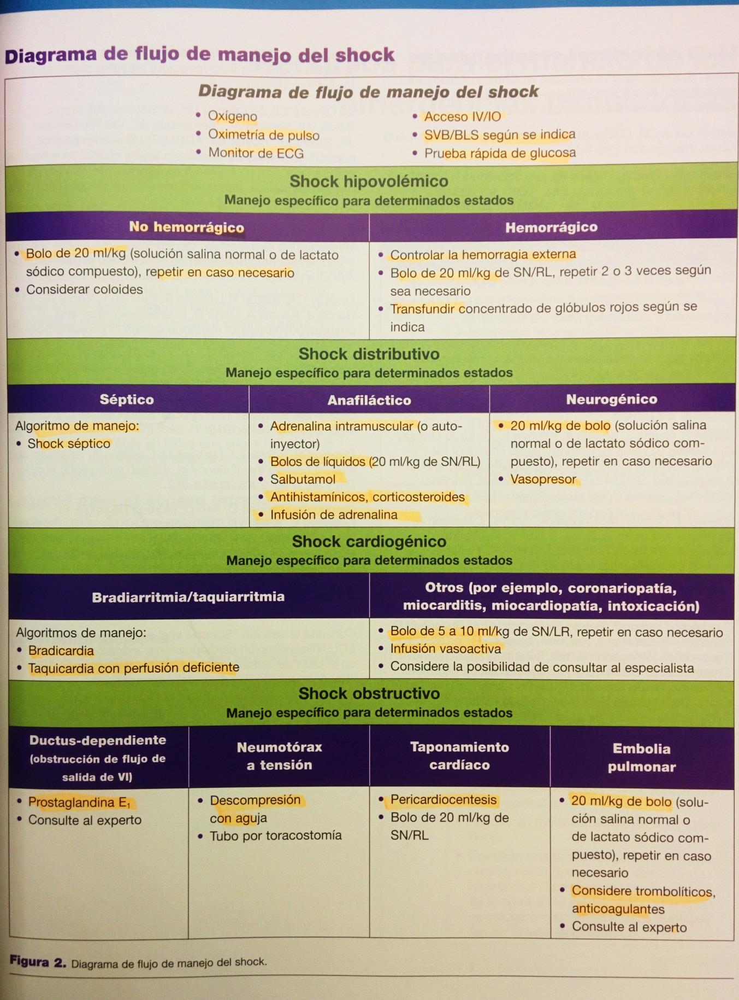 Diagrama de flujo de manejo del shock
Diagrama de flujo de manejo del shock
• Oxígeno
• Oximetría de pulso
• Monitor de ECG
• Acceso IV/IO
• SVB/BLS según se indica
• Prueba rápida de glucosa
Shock hipovolémico
Manejo específico para determinados estados
No hemorrágico
• Bolo de 20 ml/kg (solución salina normal o de lactato
sódico compuesto), repetir en caso necesario
• Considerar coloides
Hemorrágico
• Controlar la hemorragia externa
• Bolo de 20 ml/kg de SN/RL, repetir 2 o 3 veces según
sea necesario
• Transfundir concentrado de glóbulos rojos según se
indica
Shock distributivo
Manejo específico para determinados estados
Séptico
Algoritmo de manejo:
• Shock séptico
Anafiláctico
• Adrenalina intramuscular (o auto-
inyector)
• Bolos de líquidos (20 ml/kg de SN/RL)
• Salbutamol
• Antihistamínicos, corticosteroides
• Infusión de adrenalina
Neurogénico
• 20 ml/kg de bolo (solución salina
normal o de lactato sódico com-
puesto), repetir en caso necesario
• Vasopresor
Shock cardiogénico
Manejo específico para determinados estados
Bradiarritmia/taquiarritmia
Algoritmos de manejo:
• Bradicardia
• Taquicardia con perfusión deficiente
Otros (por ejemplo, coronariopatía,
miocarditis, miocardiopatía, intoxicación)
• Bolo de 5 a 10 ml/kg de SN/LR, repetir en caso necesario
• Infusión vasoactiva
• Considere la posibilidad de consultar al especialista
Shock obstructivo
Manejo específico para determinados estados
Ductus-dependiente
(obstrucción de flujo de
salida de VI)
• Prostaglandina E₁
• Consulte al experto
Neumotórax
a tensión
• Descompresión
con aguja
• Tubo por toracostomía
Taponamiento
cardíaco
• Pericardiocentesis
• Bolo de 20 ml/kg de
SN/RL
Embolia
pulmonar
• 20 ml/kg de bolo (solu-
ción salina normal o
de lactato sódico com-
puesto), repetir en caso
necesario
• Considere trombolíticos,
anticoagulantes
• Consulte al experto
Figura 2. Diagrama de flujo de manejo del shock.